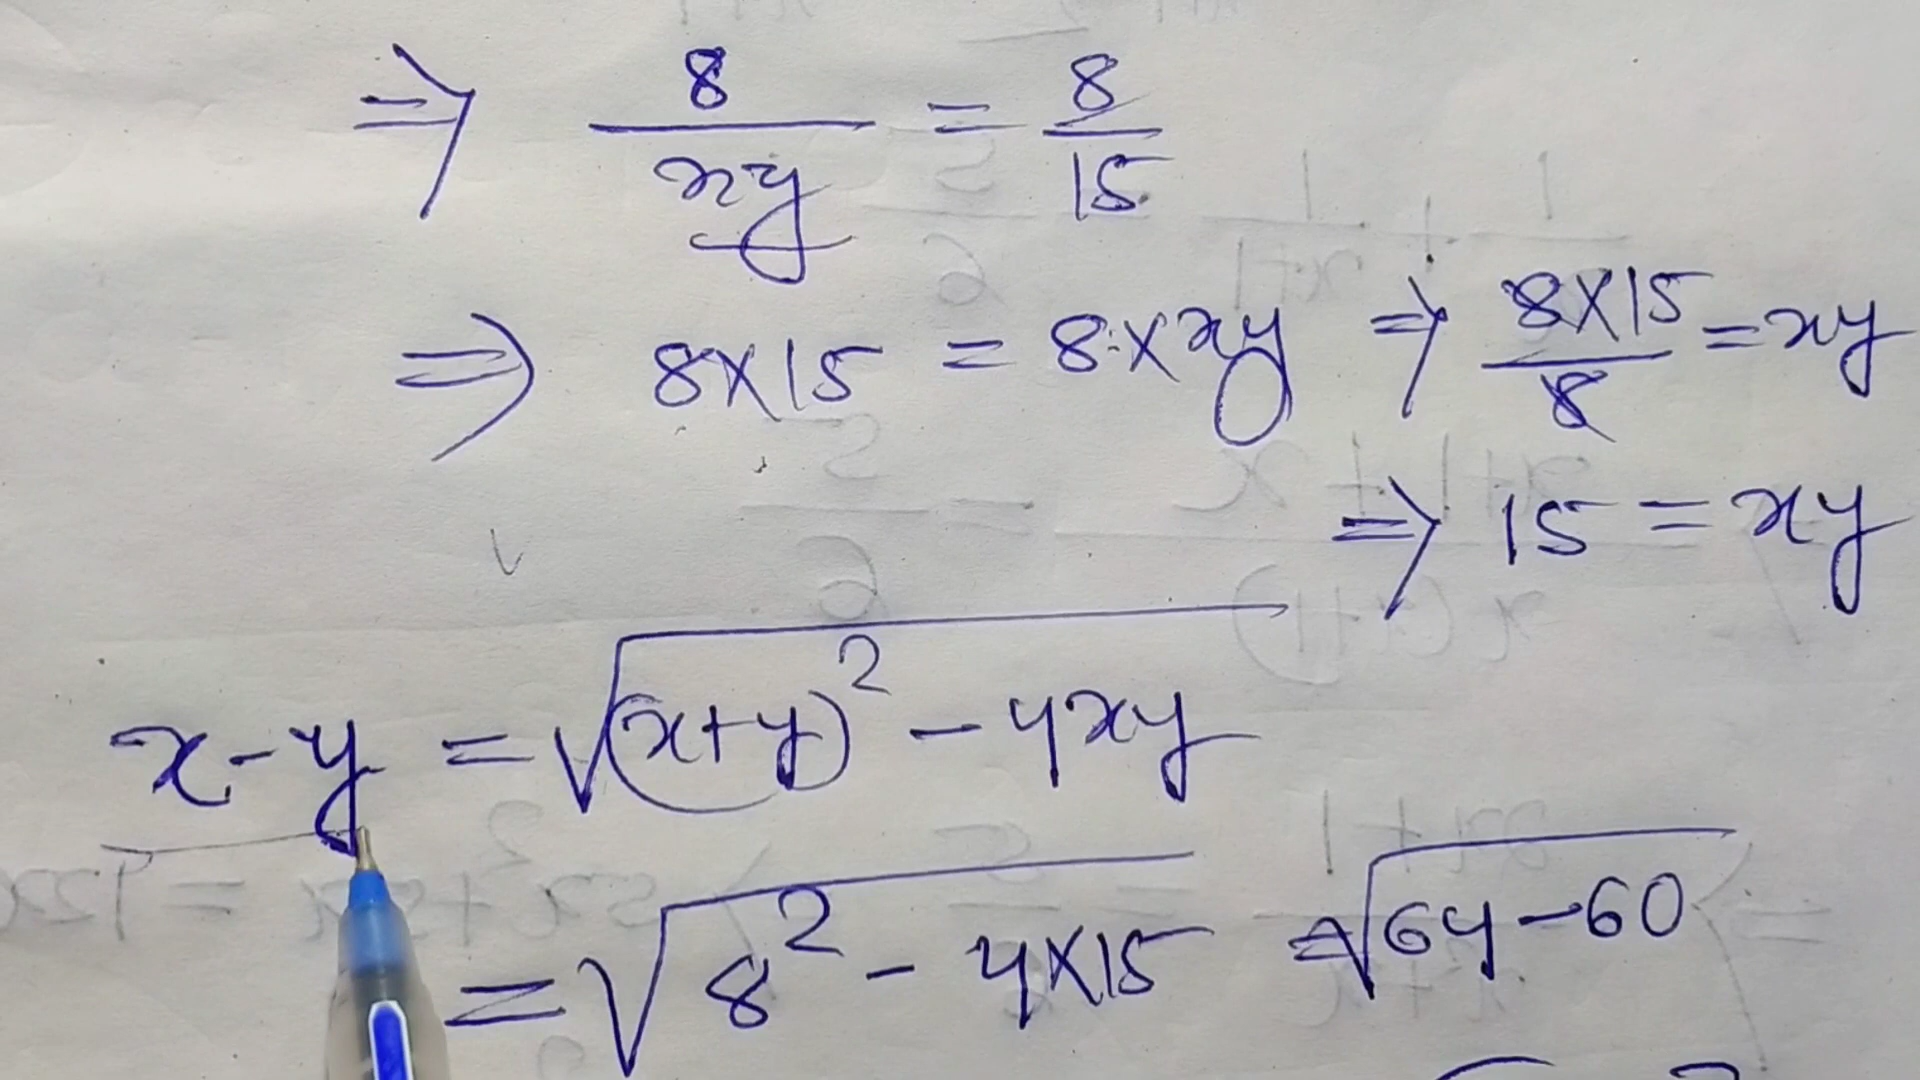 ⇒ 8/xy = 8/15
⇒ 8×15 = 8×xy ⇒ 8×15/8 = xy
⇒ 15 = xy
x-y = √((x+y)² - 4xy)
= √(8² - 4×15) = √(64-60)